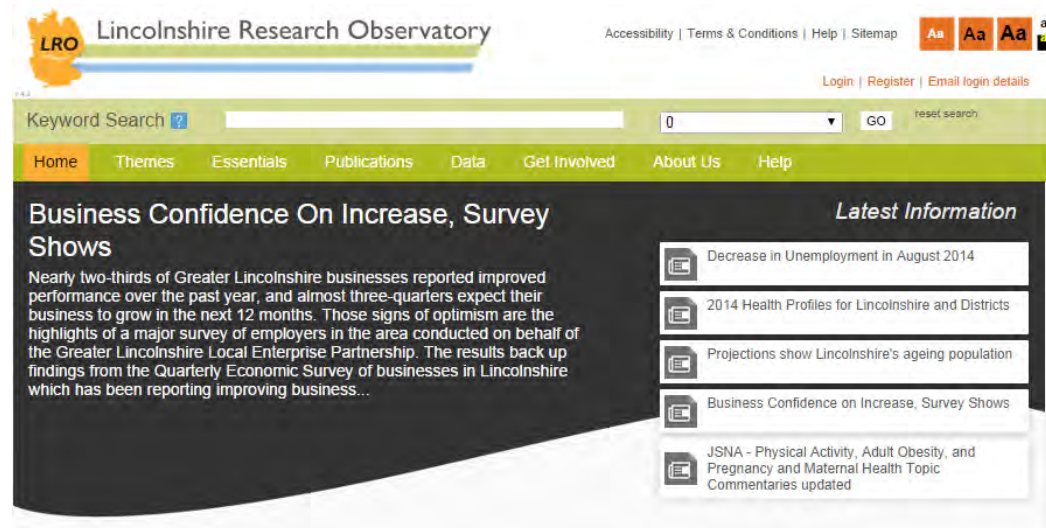 LRO
Lincolnshire Research Observatory
Accessibility | Terms & Conditions | Help | Sitemap
Aa Aa Aa
Login | Register | Email login details
Keyword Search ?
0
GO
reset search
Home Themes Essentials Publications Data Get Involved About Us Help
Business Confidence On Increase, Survey
Shows
Nearly two-thirds of Greater Lincolnshire businesses reported improved
performance over the past year, and almost three-quarters expect their
business to grow in the next 12 months. Those signs of optimism are the
highlights of a major survey of employers in the area conducted on behalf of
the Greater Lincolnshire Local Enterprise Partnership. The results back up
findings from the Quarterly Economic Survey of businesses in Lincolnshire
which has been reporting improving business...
Latest Information
Decrease in Unemployment in August 2014
2014 Health Profiles for Lincolnshire and Districts
Projections show Lincolnshire's ageing population
Business Confidence on Increase, Survey Shows
JSNA - Physical Activity, Adult Obesity, and
Pregnancy and Maternal Health Topic
Commentaries updated